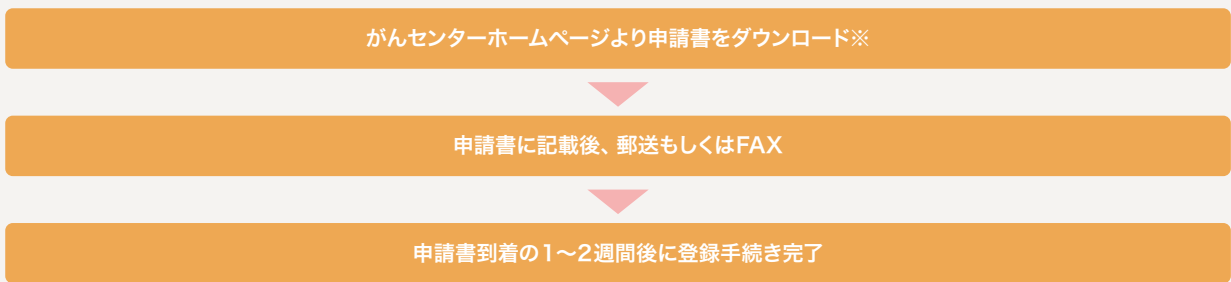 がんセンターホームページより申請書をダウンロード※
申請書に記載後、郵送もしくはFAX
申請書到着の1〜2週間後に登録手続き完了